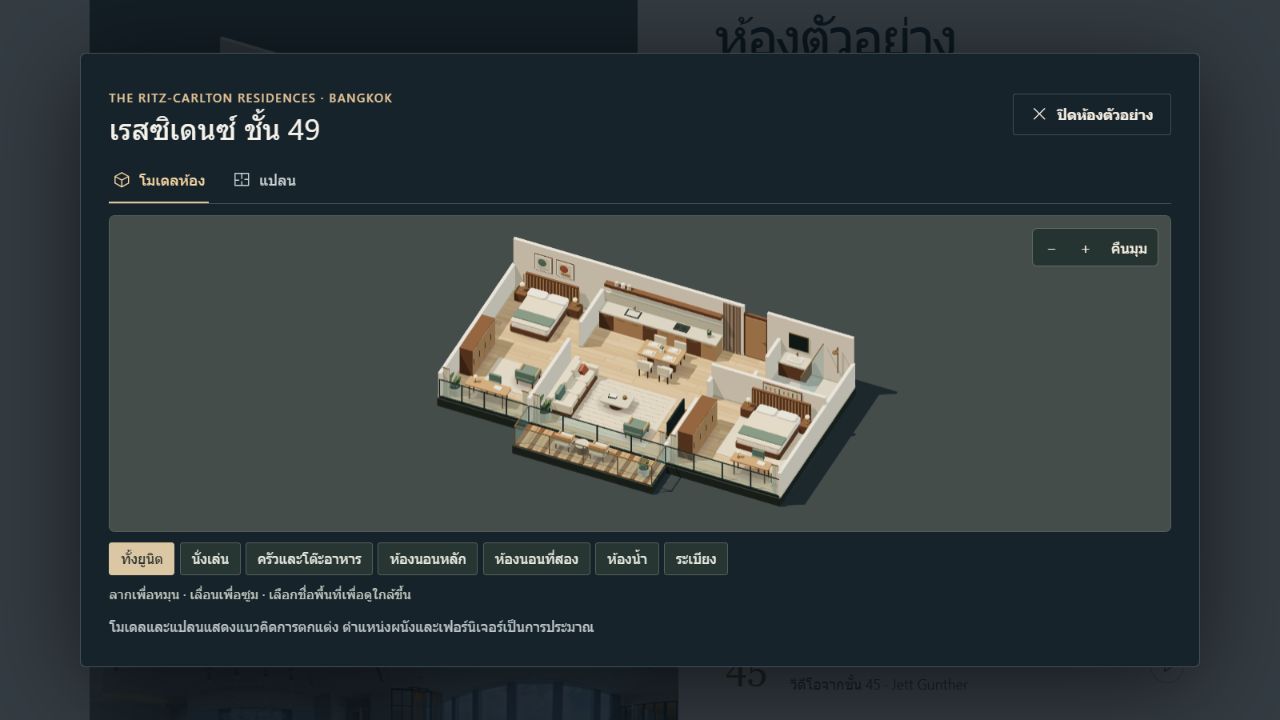 ห้องตัวอย่าง
THE RITZ-CARLTON RESIDENCES · BANGKOK
เรสซิเดนซ์ ชั้น 49
ปิดห้องตัวอย่าง
โมเดลห้อง
แปลน
− + คืนมุม
ทั้งยูนิต
นั่งเล่น
ครัวและโต๊ะอาหาร
ห้องนอนหลัก
ห้องนอนที่สอง
ห้องน้ำ
ระเบียง
ลากเพื่อหมุน · เลื่อนเพื่อซูม · เลือกชื่อพื้นที่เพื่อดูใกล้ขึ้น
โมเดลและแปลนแสดงแนวคิดการตกแต่ง ตำแหน่งผนังและเฟอร์นิเจอร์เป็นการประมาณ
45
วิดีโอจากชั้น 45 · Jett Gunther